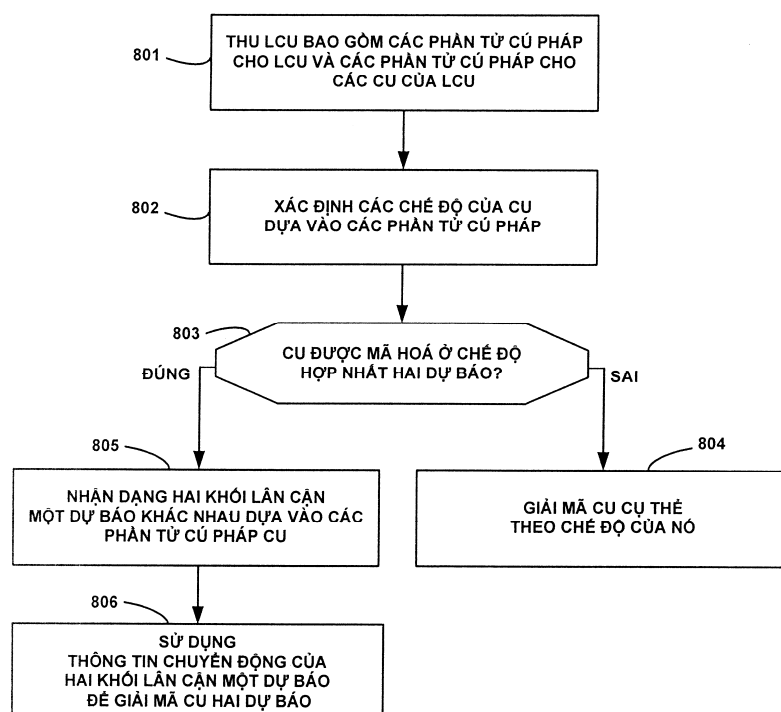 801
THU LCU BAO GỒM CÁC PHẦN TỬ CÚ PHÁP
CHO LCU VÀ CÁC PHẦN TỬ CÚ PHÁP CHO
CÁC CU CỦA LCU
802
XÁC ĐỊNH CÁC CHẾ ĐỘ CỦA CU
DỰA VÀO CÁC PHẦN TỬ CÚ PHÁP
803
CU ĐƯỢC MÃ HOÁ Ở CHẾ ĐỘ
HỢP NHẤT HAI DỰ BÁO?
ĐÚNG
SAI
805
NHẬN DẠNG HAI KHỐI LÂN CẬN
MỘT DỰ BÁO KHÁC NHAU DỰA VÀO CÁC
PHẦN TỬ CÚ PHÁP CU
804
GIẢI MÃ CU CỤ THỂ
THEO CHẾ ĐỘ CỦA NÓ
806
SỬ DỤNG
THÔNG TIN CHUYỂN ĐỘNG CỦA
HAI KHỐI LÂN CẬN MỘT DỰ BÁO
ĐỂ GIẢI MÃ CU HAI DỰ BÁO